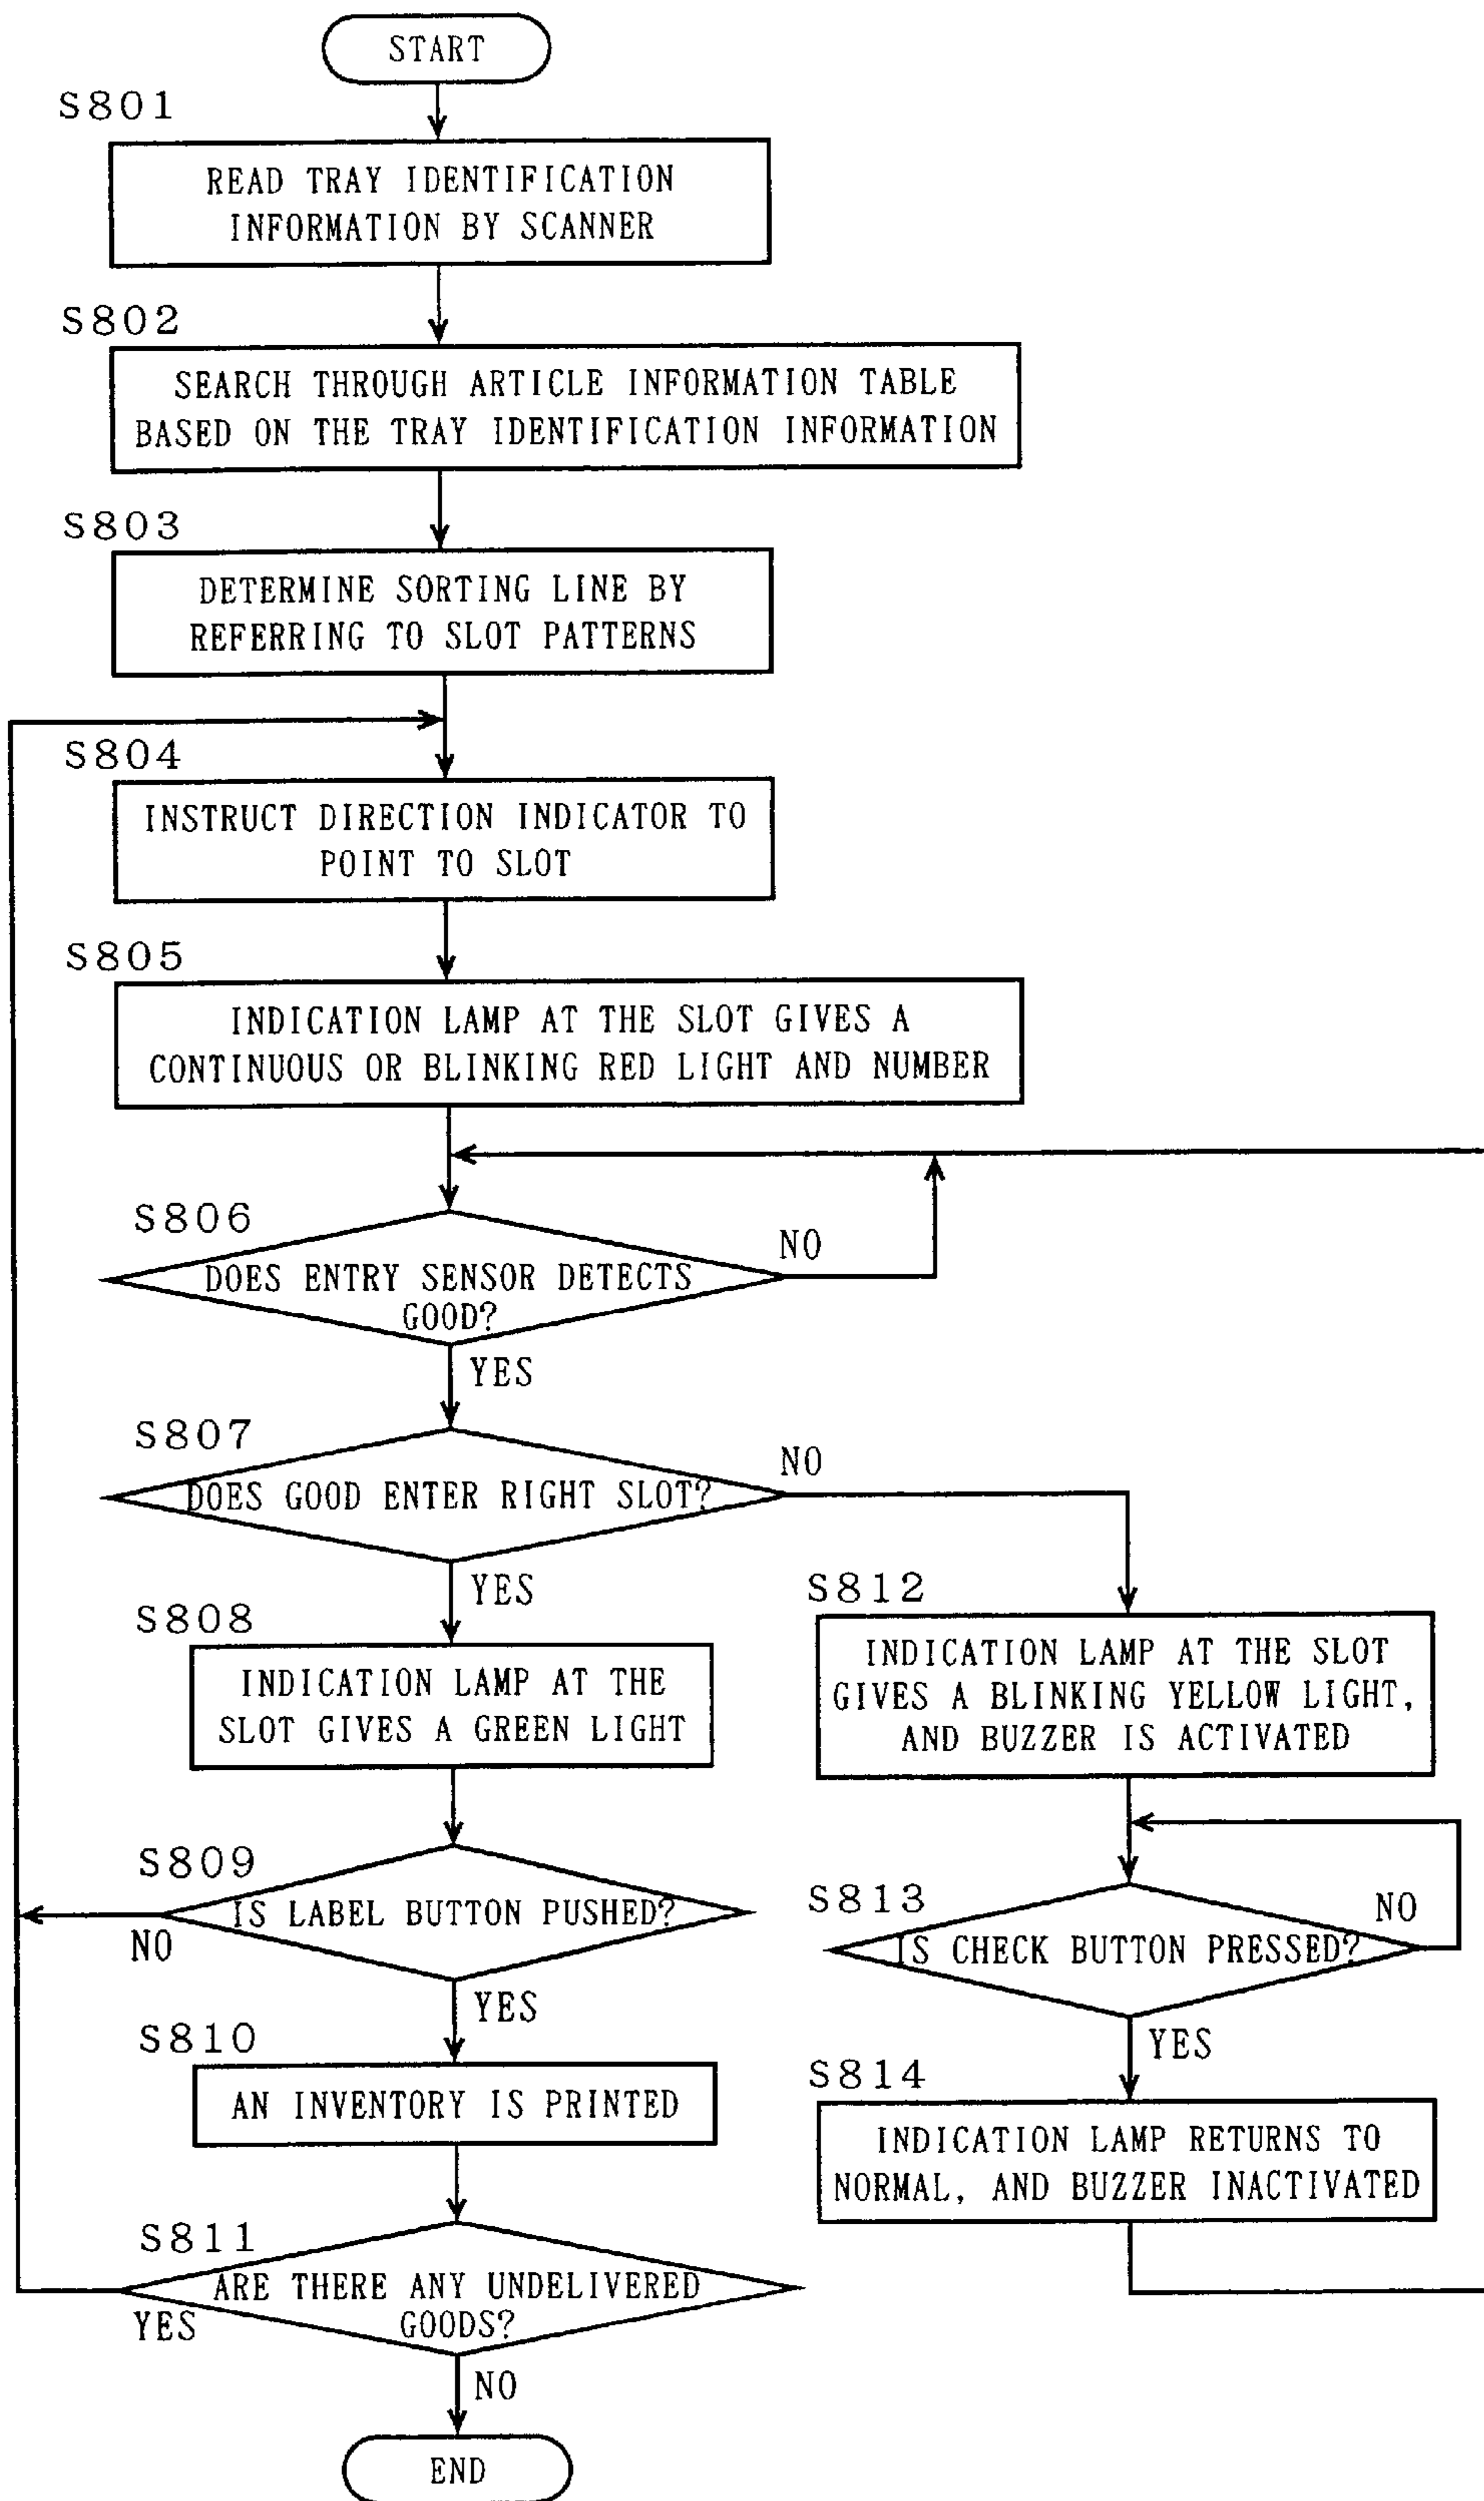 START
S801
READ TRAY IDENTIFICATION
INFORMATION BY SCANNER
S802
SEARCH THROUGH ARTICLE INFORMATION TABLE
BASED ON THE TRAY IDENTIFICATION INFORMATION
S803
DETERMINE SORTING LINE BY
REFERRING TO SLOT PATTERNS
S804
INSTRUCT DIRECTION INDICATOR TO
POINT TO SLOT
S805
INDICATION LAMP AT THE SLOT GIVES A
CONTINUOUS OR BLINKING RED LIGHT AND NUMBER
S806
DOES ENTRY SENSOR DETECTS
GOOD?
NO
YES
S807
DOES GOOD ENTER RIGHT SLOT?
NO
YES
S808
INDICATION LAMP AT THE
SLOT GIVES A GREEN LIGHT
S809
IS LABEL BUTTON PUSHED?
NO
YES
S810
AN INVENTORY IS PRINTED
S811
ARE THERE ANY UNDELIVERED
GOODS?
YES
NO
END
S812
INDICATION LAMP AT THE SLOT
GIVES A BLINKING YELLOW LIGHT,
AND BUZZER IS ACTIVATED
S813
IS CHECK BUTTON PRESSED?
NO
YES
S814
INDICATION LAMP RETURNS TO
NORMAL, AND BUZZER INACTIVATED